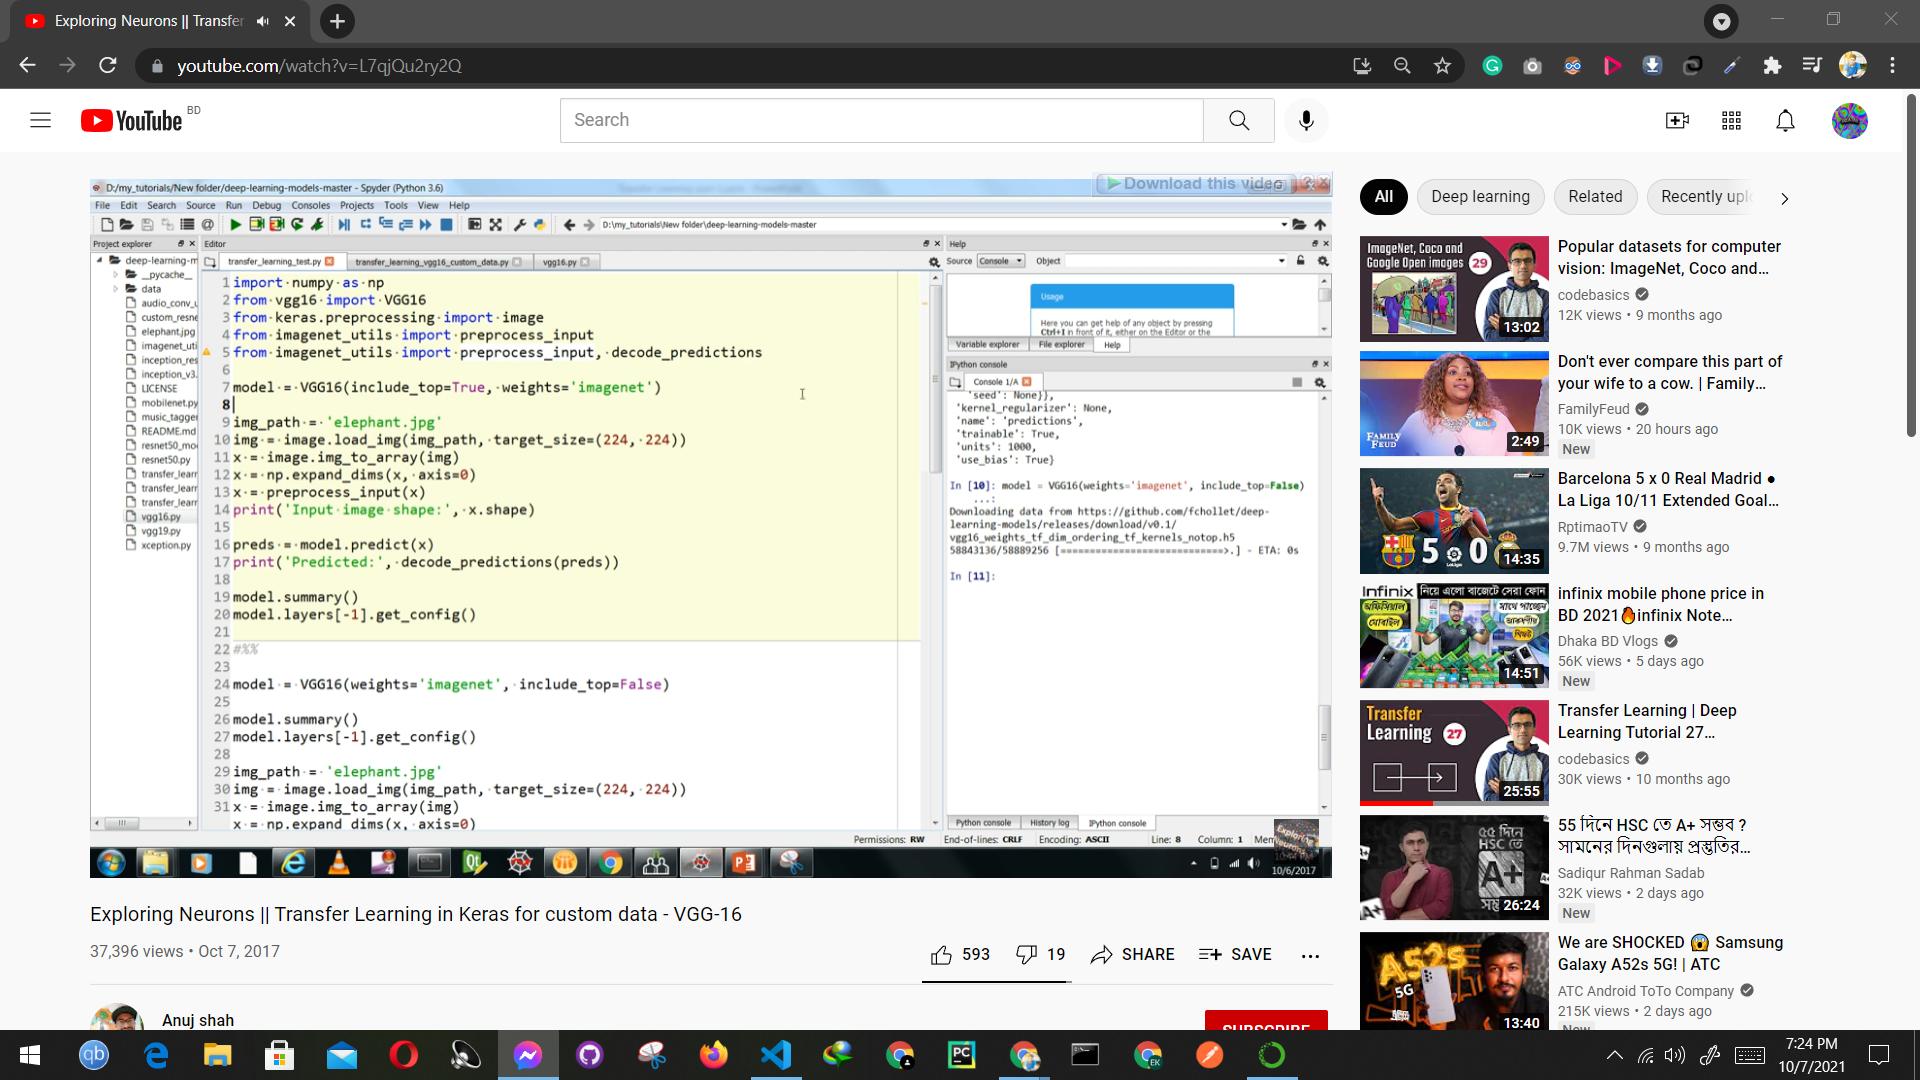 Exploring Neurons || Transfer
youtube.com/watch?v=L7qjQu2ry2Q
YouTube BD
Search
D:/my_tutorials/New folder/deep-learning-models-master - Spyder (Python 3.6)
Download this video
File Edit Search Source Run Debug Consoles Projects Tools View Help
D:\my_tutorials\New folder\deep-learning-models-master
Project explorer
deep-learning-m
__pycache__
data
audio_conv_u
custom_resne
elephant.jpg
imagenet_uti
inception_res
inception_v3.
LICENSE
mobilenet.py
music_tagger
README.md
resnet50_mo
resnet50.py
transfer_learr
transfer_learr
transfer_learr
vgg16.py
vgg19.py
xception.py
Editor
transfer_learning_test.py transfer_learning_vgg16_custom_data.py vgg16.py
1 import numpy as np
2 from vgg16 import VGG16
3 from keras.preprocessing import image
4 from imagenet_utils import preprocess_input
5 from imagenet_utils import preprocess_input, decode_predictions
6
7 model = VGG16(include_top=True, weights='imagenet')
8
9 img_path = 'elephant.jpg'
10 img = image.load_img(img_path, target_size=(224, 224))
11 x = image.img_to_array(img)
12 x = np.expand_dims(x, axis=0)
13 x = preprocess_input(x)
14 print('Input image shape:', x.shape)
15
16 preds = model.predict(x)
17 print('Predicted:', decode_predictions(preds))
18
19 model.summary()
20 model.layers[-1].get_config()
21
22 #%%
23
24 model = VGG16(weights='imagenet', include_top=False)
25
26 model.summary()
27 model.layers[-1].get_config()
28
29 img_path = 'elephant.jpg'
30 img = image.load_img(img_path, target_size=(224, 224))
31 x = image.img_to_array(img)
x = np.expand_dims(x, axis=0)
Help
Source Console Object
Usage
Here you can get help of any object by pressing
Ctrl+I in front of it, either on the Editor or the
Variable explorer File explorer Help
IPython console
Console 1/A
'seed': None}},
'kernel_regularizer': None,
'name': 'predictions',
'trainable': True,
'units': 1000,
'use_bias': True}
In [10]: model = VGG16(weights='imagenet', include_top=False)
...:
Downloading data from https://github.com/fchollet/deep-
learning-models/releases/download/v0.1/
vgg16_weights_tf_dim_ordering_tf_kernels_notop.h5
58843136/58889256 [============================>.] - ETA: 0s
In [11]:
Python console History log IPython console
Permissions: RW End-of-lines: CRLF Encoding: ASCII Line: 8 Column: 1 Mem
10/6/2017
Exploring Neurons || Transfer Learning in Keras for custom data - VGG-16
37,396 views • Oct 7, 2017
593 19 SHARE SAVE
Anuj shah
SUBSCRIBE
All Deep learning Related Recently uplo
ImageNet, Coco and
Google Open images 29
13:02
Popular datasets for computer
vision: ImageNet, Coco and...
codebasics
12K views • 9 months ago
FAMILY
FEUD
2:49
Don't ever compare this part of
your wife to a cow. | Family...
FamilyFeud
10K views • 20 hours ago
New
5 0
14:35
Barcelona 5 x 0 Real Madrid ●
La Liga 10/11 Extended Goal...
RptimaoTV
9.7M views • 9 months ago
Infinix নিয়ে এলো বাজেটে সেরা ফোন
অফিসিয়াল
মোবাইল
14:51
infinix mobile phone price in
BD 2021🔥infinix Note...
Dhaka BD Vlogs
56K views • 5 days ago
New
Transfer
Learning 27
25:55
Transfer Learning | Deep
Learning Tutorial 27...
codebasics
30K views • 10 months ago
৫৫ দিনে
HSC তে
A+
26:24
55 দিনে HSC তে A+ সম্ভব ?
সামনের দিনগুলায় প্রস্তুতির...
Sadiqur Rahman Sadab
32K views • 2 days ago
New
A52s
5G
13:40
We are SHOCKED 😱 Samsung
Galaxy A52s 5G! | ATC
ATC Android ToTo Company
215K views • 2 days ago
New
7:24 PM
10/7/2021